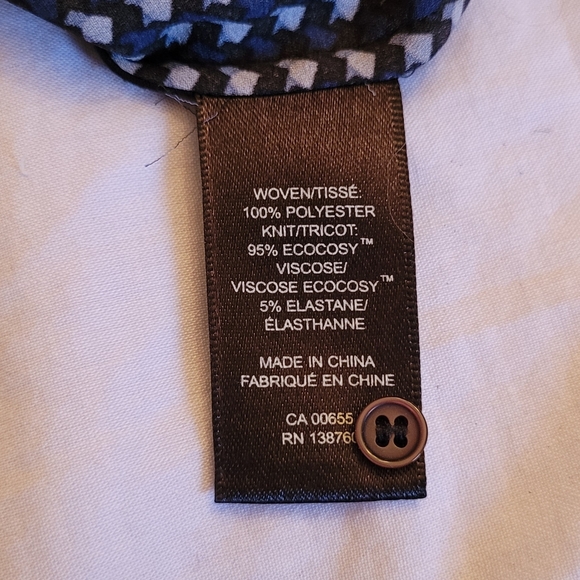 WOVEN/TISSÉ:
100% POLYESTER
KNIT/TRICOT:
95% ECOCOSY™
VISCOSE/
VISCOSE ECOCOSY™
5% ELASTANE/
ÉLASTHANNE
MADE IN CHINA
FABRIQUÉ EN CHINE
CA 00655
RN 138760